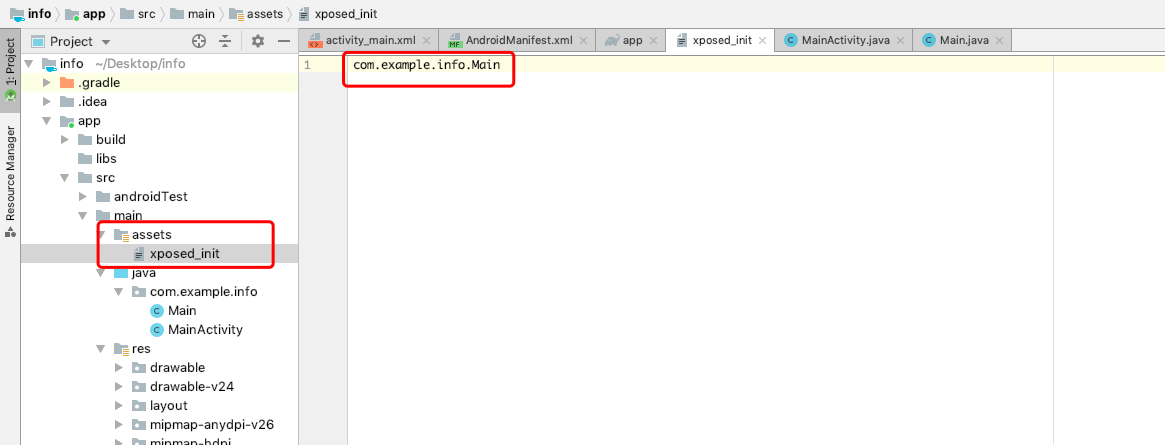 info app src main assets xposed_init
Project
activity_main.xml AndroidManifest.xml app xposed_init MainActivity.java Main.java
1: Project
Resource Manager
info ~/Desktop/info
.gradle
.idea
app
build
libs
src
androidTest
main
assets
xposed_init
java
com.example.info
Main
MainActivity
res
drawable
drawable-v24
layout
mipmap-anydpi-v26
mipmap-hdpi
1 com.example.info.Main